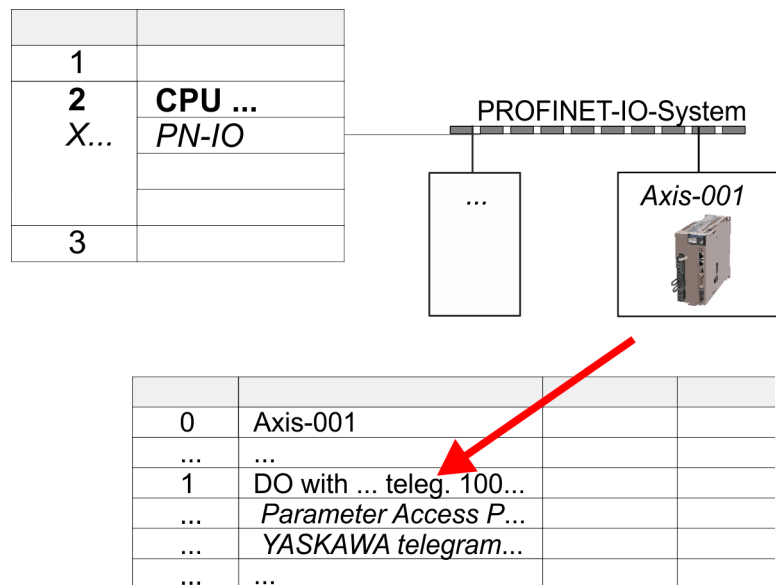 1
2 CPU ...
X... PN-IO
3
PROFINET-IO-System
...
Axis-001
0 Axis-001
... ...
1 DO with ... teleg. 100...
... Parameter Access P...
... YASKAWA telegram...
... ...